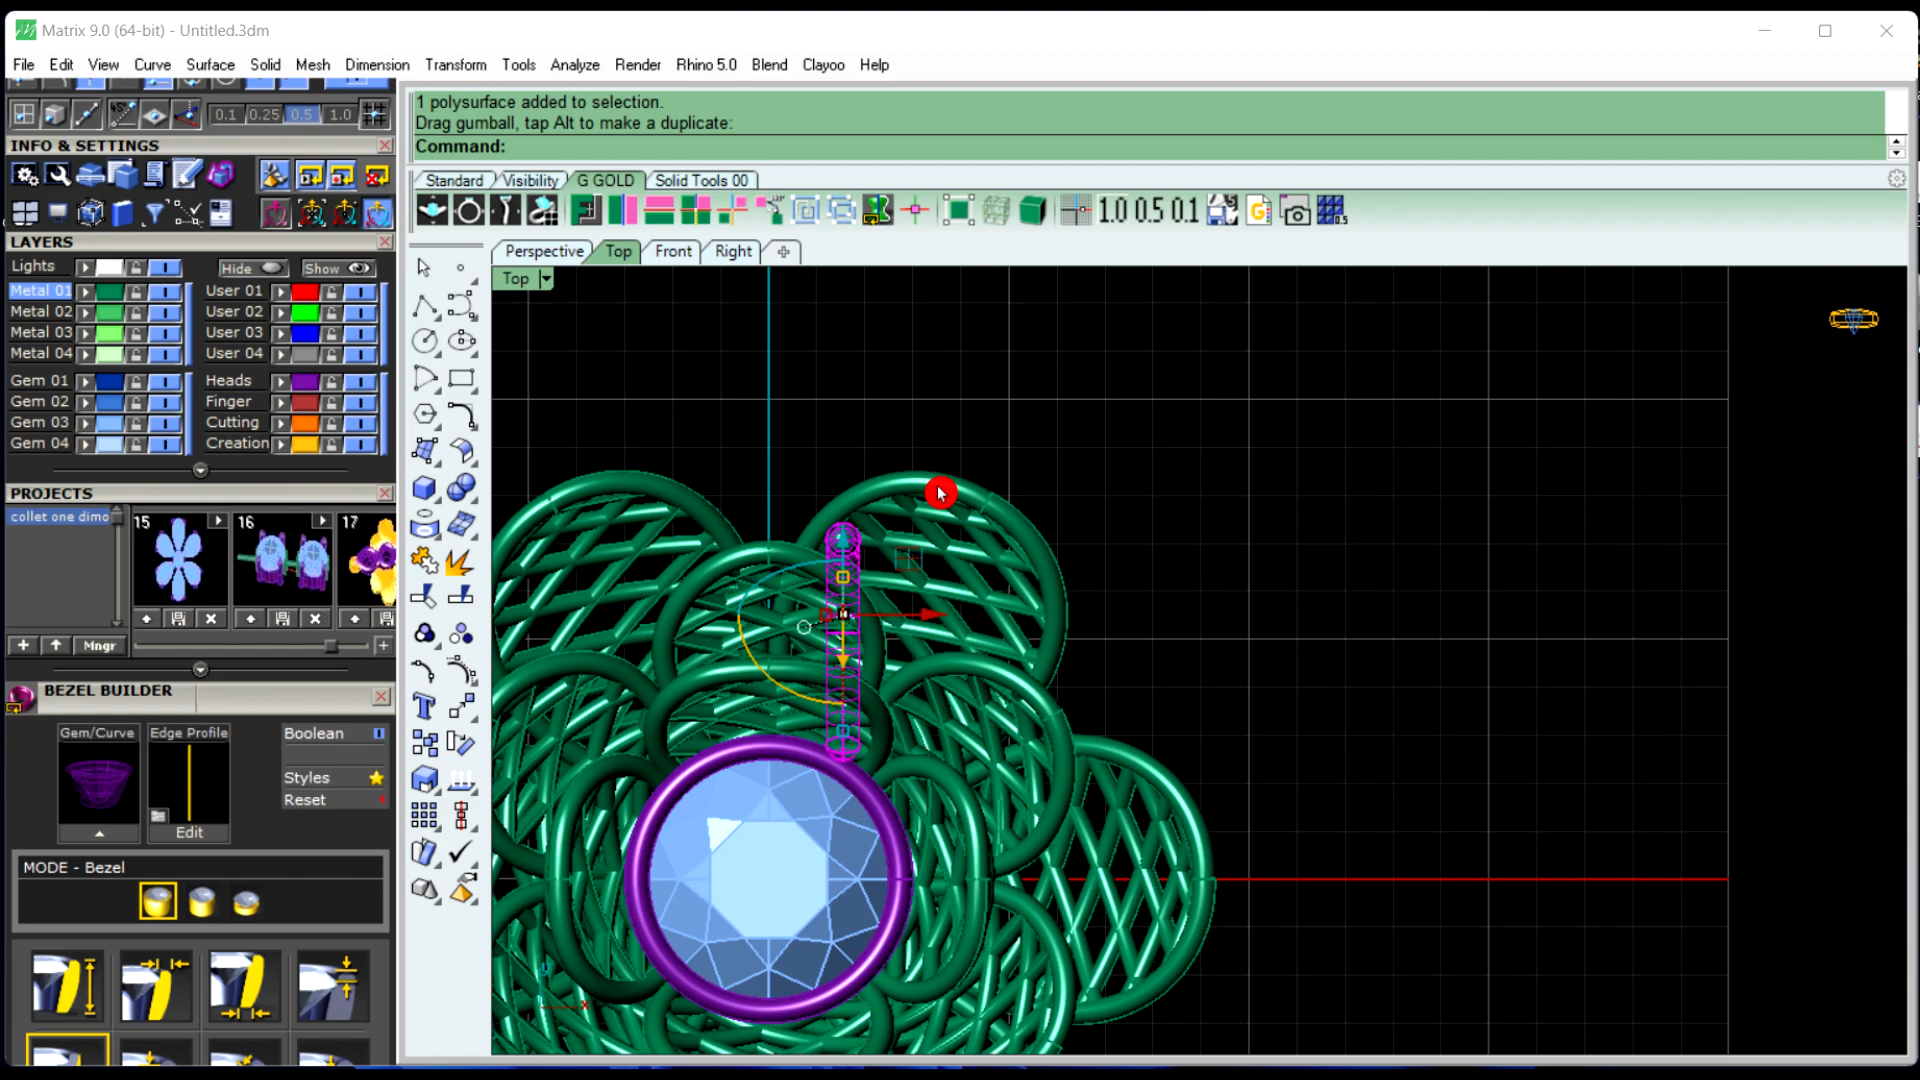 Matrix 9.0 (64-bit) - Untitled.3dm
File Edit View Curve Surface Solid Mesh Dimension Transform Tools Analyze Render Rhino 5.0 Blend Clayoo Help
0.1 0.25 0.5 1.0
1 polysurface added to selection.
Drag gumball, tap Alt to make a duplicate:
Command:
INFO & SETTINGS
Standard Visibility G GOLD Solid Tools 00
1.0 0.5 0.1
LAYERS
Perspective Top Front Right
Lights Hide Show
Top
Metal 01 User 01
Metal 02 User 02
Metal 03 User 03
Metal 04 User 04
Gem 01 Heads
Gem 02 Finger
Gem 03 Cutting
Gem 04 Creation
PROJECTS
collet one dimo
15 16 17
Mngr
BEZEL BUILDER
Gem/Curve Edge Profile Boolean
Styles
Reset
Edit
MODE - Bezel
x